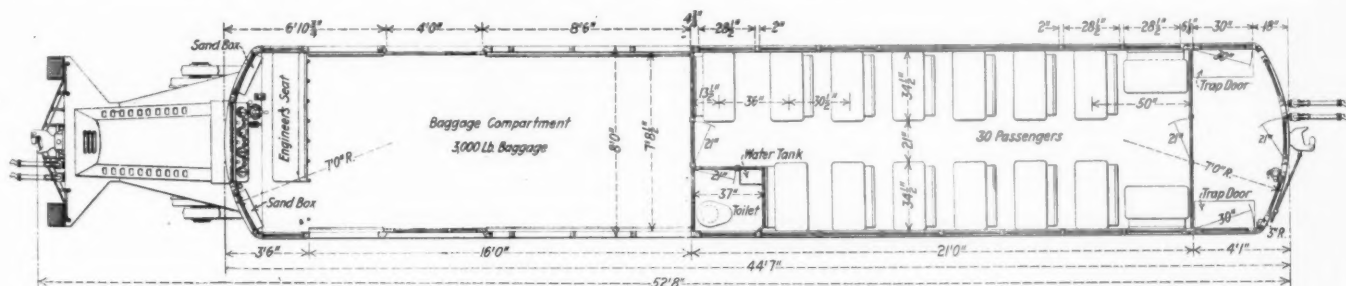 6'10¾" 4'0" 8'6" 4¾" 28½" 2" 2" 28½" 28½" 6½" 30" 18"
Sand Box
Engineer's Seat
Baggage Compartment
3,000 Lb. Baggage
7'0" R.
8'0"
7'8½"
13½" 36" 30½"
34½"
50"
Trap Door
21"
21"
30 Passengers
21"
Water Tank
21"
37"
Toilet
34½"
7'0" R.
Trap Door
30"
3" R.
Sand Box
3'6" 16'0" 21'0" 4'1"
44'7"
52'8"